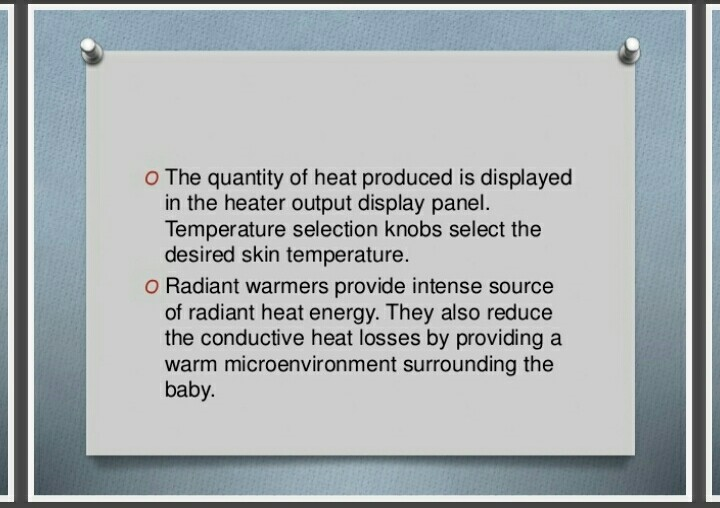 O The quantity of heat produced is displayed
in the heater output display panel.
Temperature selection knobs select the
desired skin temperature.
O Radiant warmers provide intense source
of radiant heat energy. They also reduce
the conductive heat losses by providing a
warm microenvironment surrounding the
baby.